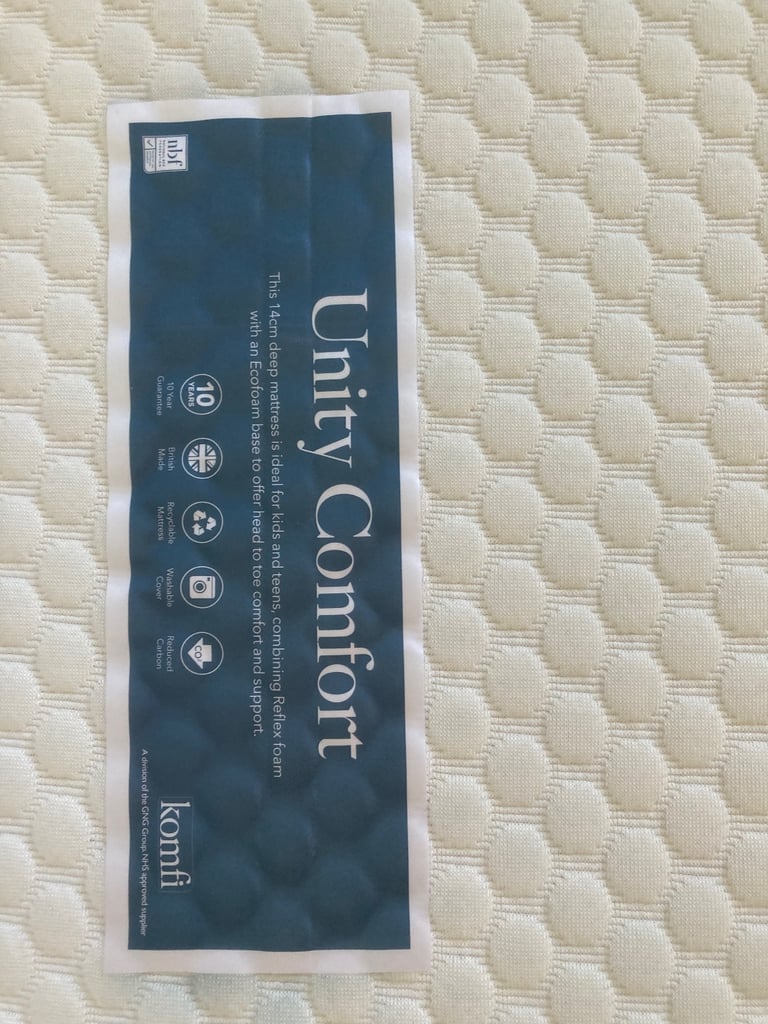 Unity Comfort
This 14cm deep mattress is ideal for kids and teens, combining Reflex foam
with an Ecofoam base to offer head to toe comfort and support.
10
YEARS
10 Year
Guarantee
British
Made
Recyclable
Mattress
Washable
Cover
CO²
Reduced
Carbon
nbf
komfi
A division of the GNG Group, NHS approved supplier